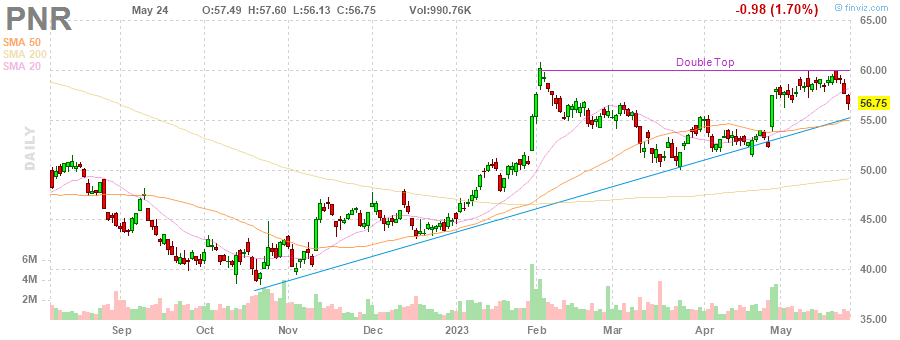 PNR May 24 O:57.49 H:57.60 L:56.13 C:56.75 Vol:990.76K -0.98 (1.70%) © finviz.com
SMA 50
SMA 200
SMA 20
DAILY
Double Top
65.00
60.00
56.75
55.00
50.00
45.00
40.00
35.00
6M
4M
2M
Sep Oct Nov Dec 2023 Feb Mar Apr May